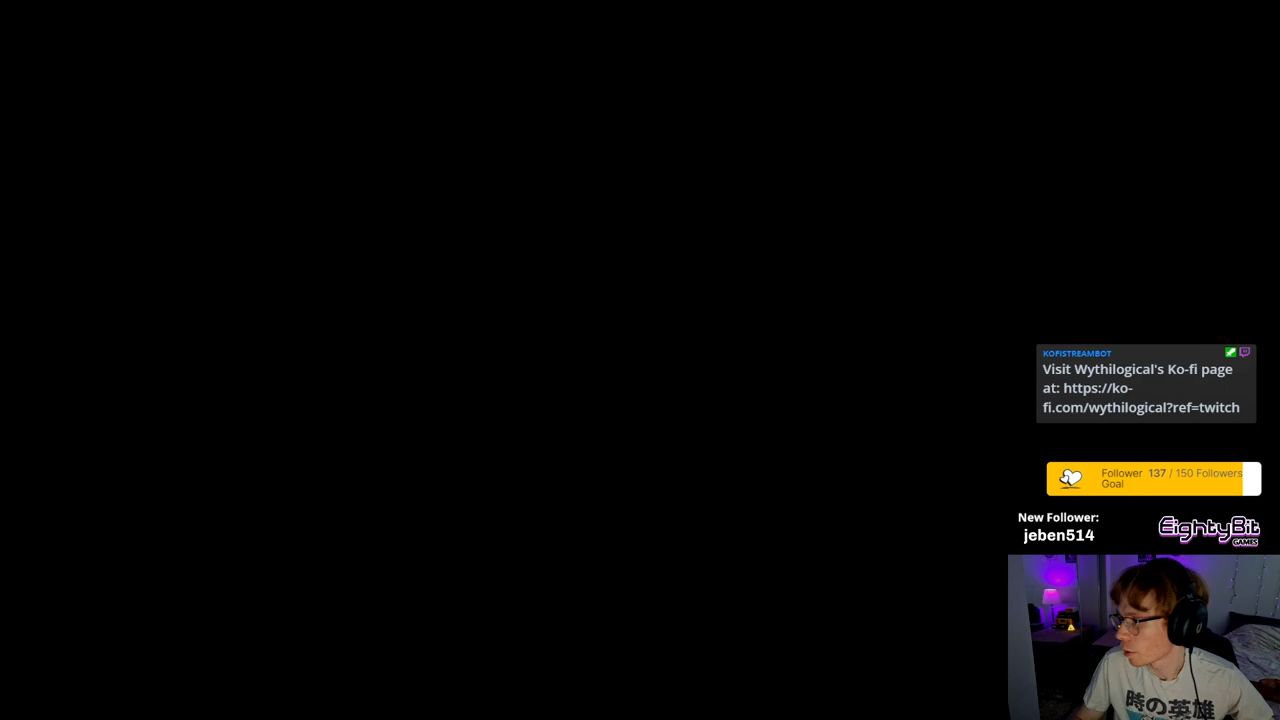 KOFISTREAMBOT
Visit Wythilogical's Ko-fi page
at: https://ko-
fi.com/wythilogical?ref=twitch
Follower 137 / 150 Followers
Goal
New Follower:
jeben514
EightyBit
GAMES
時の英雄